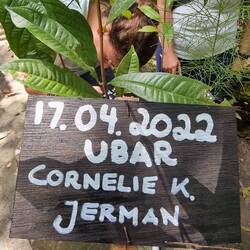 17.04.2022
UBAR
CORNELIE K.
JERMAN